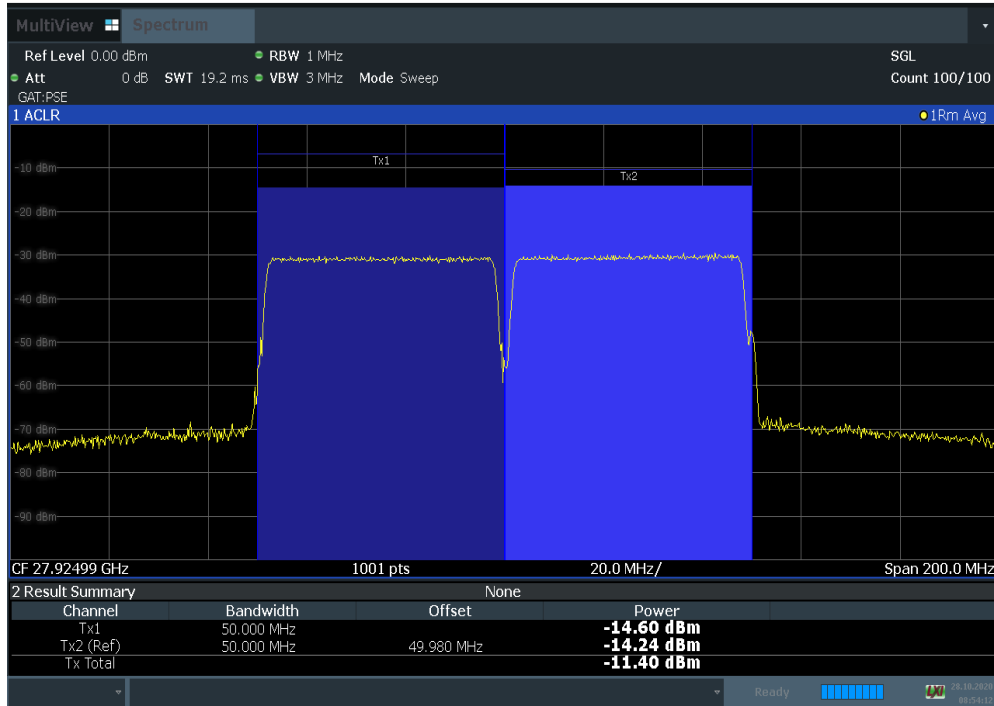 MultiView Spectrum
Ref Level 0.00 dBm RBW 1 MHz SGL
Att 0 dB SWT 19.2 ms VBW 3 MHz Mode Sweep Count 100/100
GAT:PSE
1 ACLR 1Rm Avg
Tx1
-10 dBm
Tx2
-20 dBm
-30 dBm
-40 dBm
-50 dBm
-60 dBm
-70 dBm
-80 dBm
-90 dBm
CF 27.92499 GHz 1001 pts 20.0 MHz/ Span 200.0 MHz
2 Result Summary None
Channel Bandwidth Offset Power
Tx1 50.000 MHz -14.60 dBm
Tx2 (Ref) 50.000 MHz 49.980 MHz -14.24 dBm
Tx Total -11.40 dBm
Ready LXI 28.10.2020
08:54:12